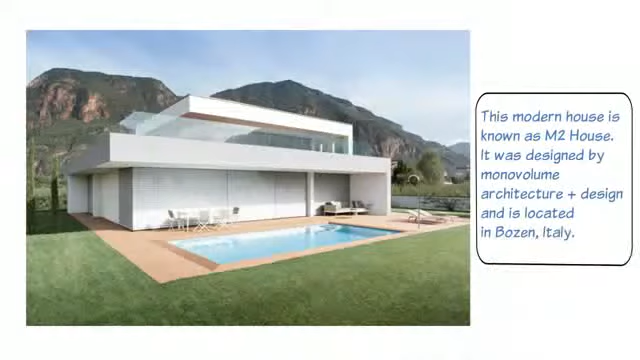 This modern house is
known as M2 House.
It was designed by
monovolume
architecture + design
and is located
in Bozen, Italy.